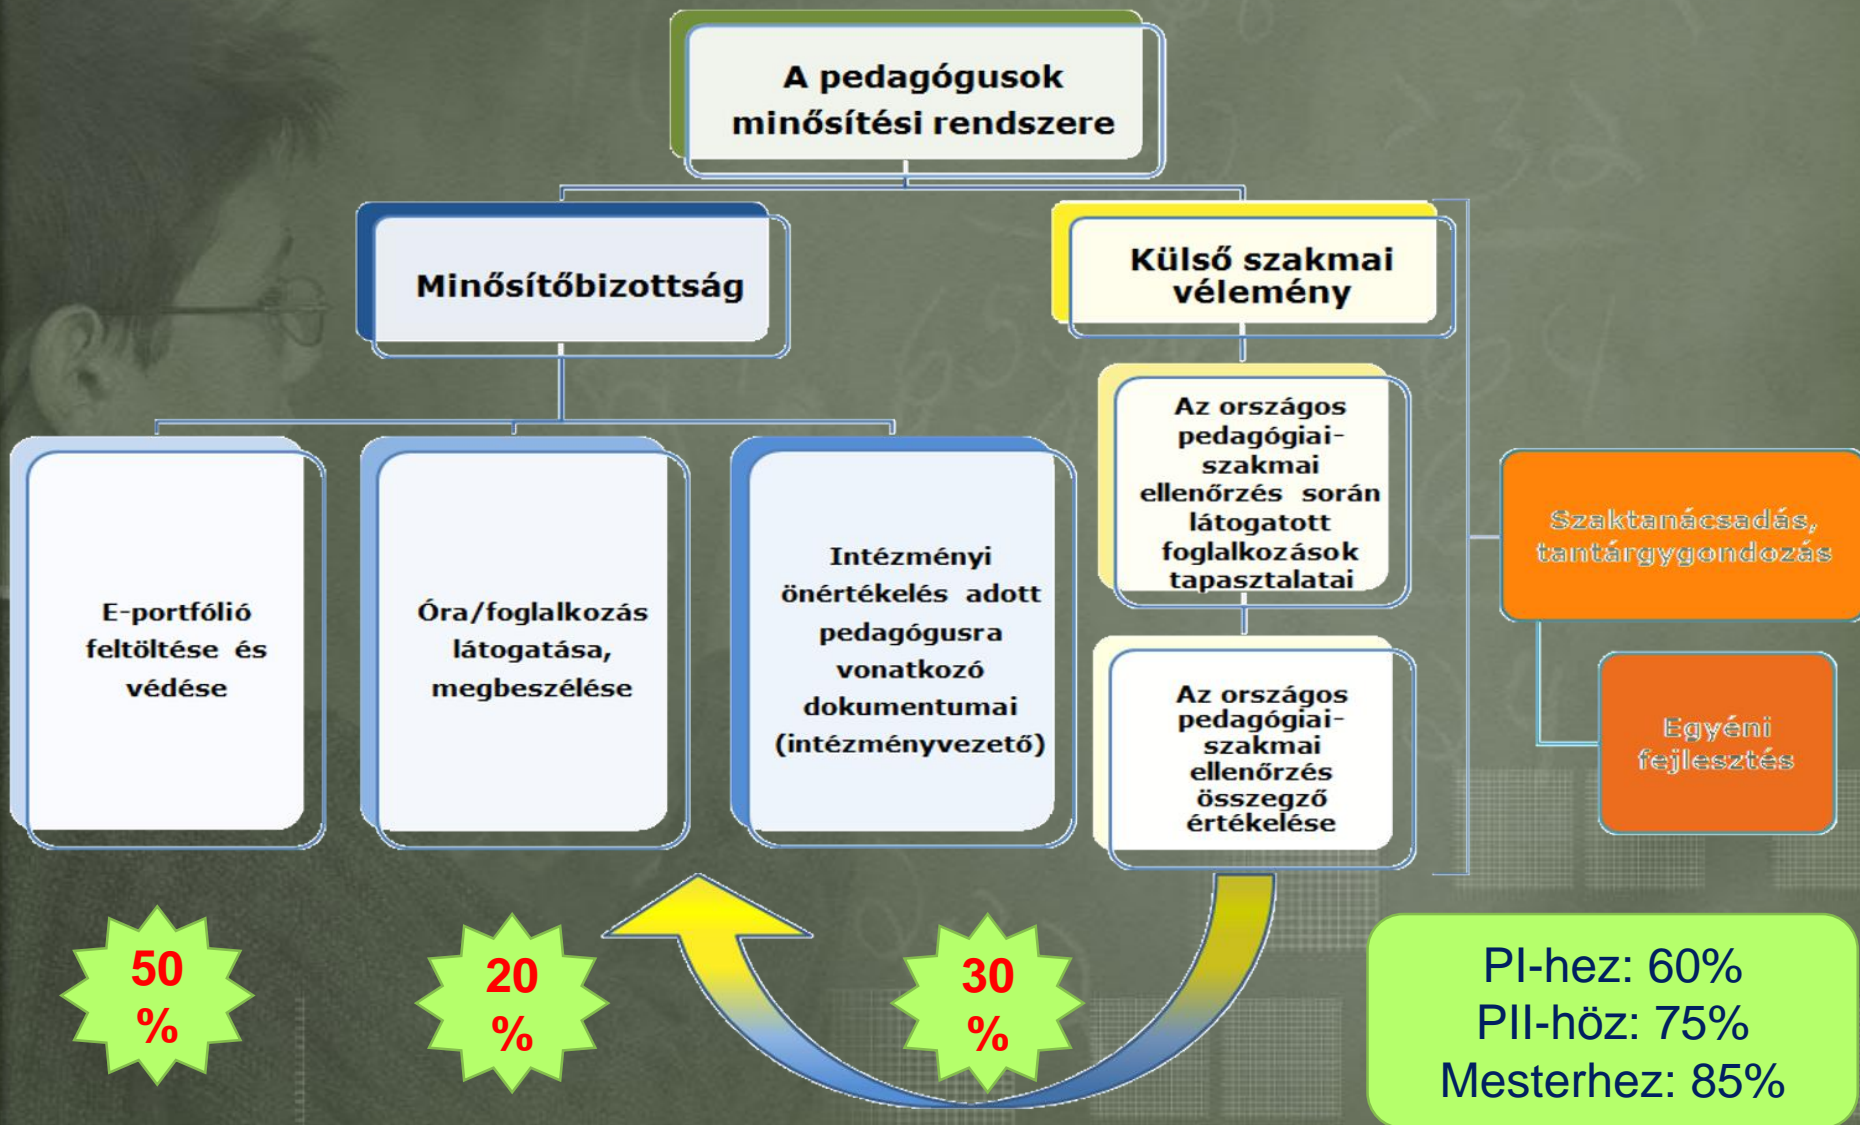 A pedagógusok
minősítési rendszere
Minősítőbizottság
Külső szakmai
vélemény
E-portfólió
feltöltése és
védése
Óra/foglalkozás
látogatása,
megbeszélése
Intézményi
önértékelés adott
pedagógusra
vonatkozó
dokumentumai
(intézményvezető)
Az országos
pedagógiai-
szakmai
ellenőrzés során
látogatott
foglalkozások
tapasztalatai
Az országos
pedagógiai-
szakmai
ellenőrzés
összegző
értékelése
Szaktanácsadás,
tantárgygondozás
Egyéni
fejlesztés
50
%
20
%
30
%
PI-hez: 60%
PII-höz: 75%
Mesterhez: 85%